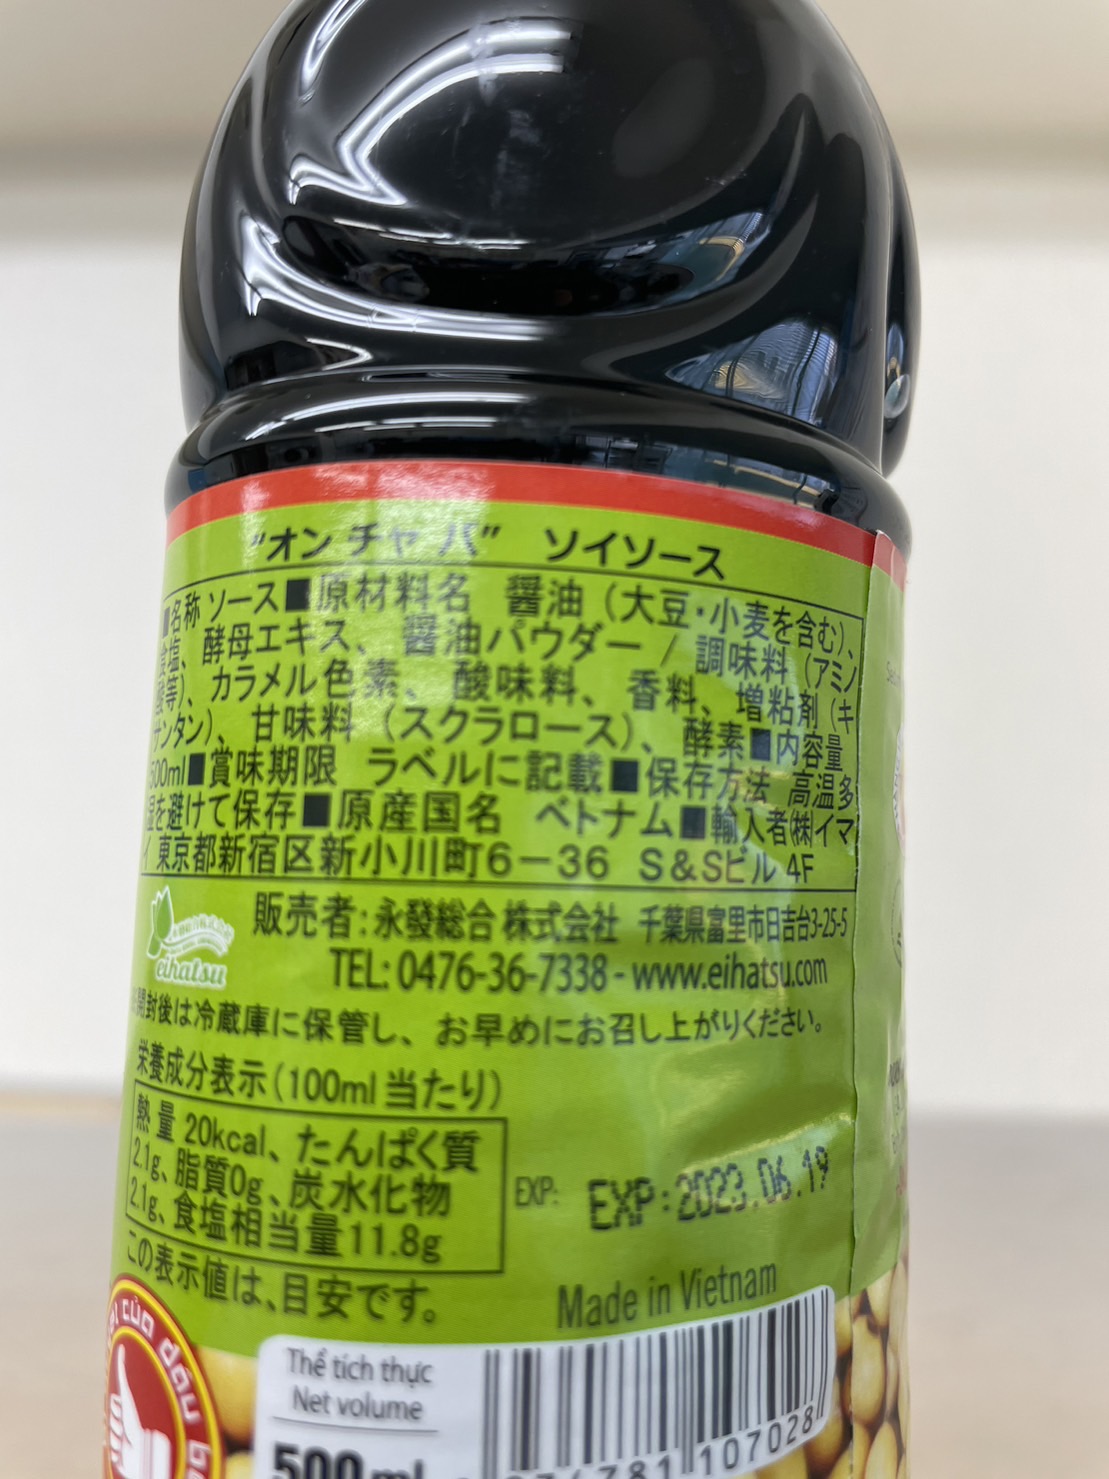 "オンチャバ" ソイソース
■名称 ソース■原材料名 醤油（大豆・小麦を含む）、
食塩、酵母エキス、醤油パウダー / 調味料（アミノ
酸等）、カラメル色素、酸味料、香料、増粘剤（キ
サンタン）、甘味料（スクラロース）、酵素■内容量
500ml■賞味期限 ラベルに記載■保存方法 高温多
湿を避けて保存■原産国名 ベトナム■輸入者㈱イマ
イ 東京都新宿区新小川町6－36 S&Sビル 4F
eihatsu
販売者：永發総合 株式会社 千葉県富里市日吉台3-25-5
TEL: 0476-36-7338 - www.eihatsu.com
開封後は冷蔵庫に保管し、お早めにお召し上がりください。
栄養成分表示（100ml 当たり）
熱量 20kcal、たんぱく質
2.1g、脂質0g、炭水化物
2.1g、食塩相当量11.8g
EXP: EXP:2023.06.19
この表示値は、目安です。
Made in Vietnam
của đậu
Thể tích thực
Net volume
500 ml
107028